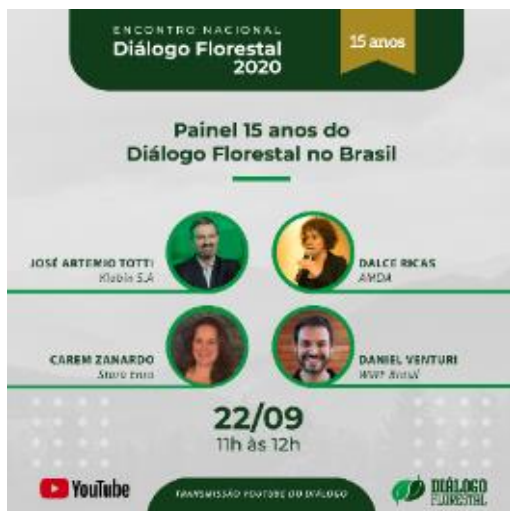 ENCONTRO NACIONAL
Diálogo Florestal
2020
15 anos
Painel 15 anos do
Diálogo Florestal no Brasil
JOSÉ ARTEMIO TOTTI
Klabin S.A
DALCE RICAS
AMDA
CAREM ZANARDO
Stora Enso
DANIEL VENTURI
WWF Brasil
22/09
11h às 12h
YouTube
TRANSMISSÃO YOUTUBE DO DIÁLOGO
DIÁLOGO
FLORESTAL